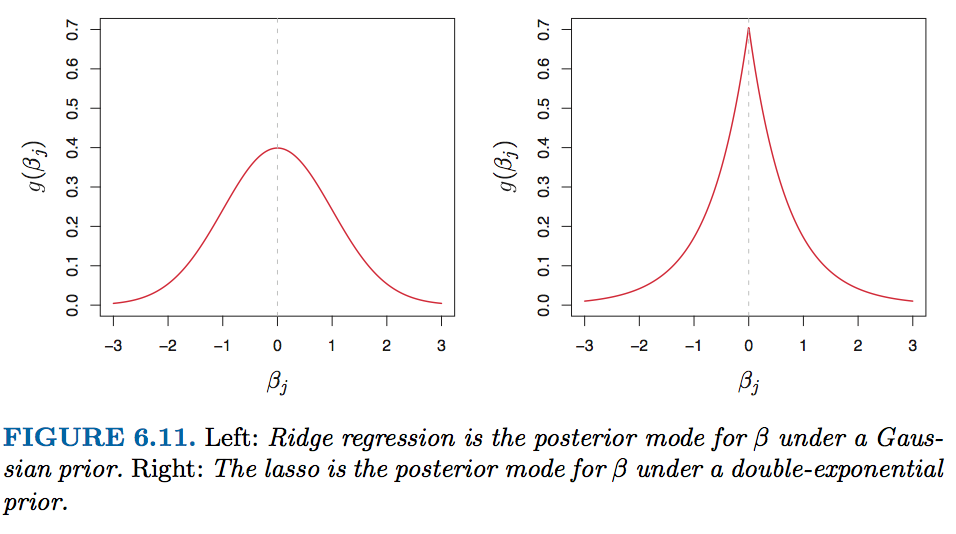 0.7
0.6
0.5
0.4
0.3
0.2
0.1
0.0
g(βj)
−3 −2 −1 0 1 2 3
βj
0.7
0.6
0.5
0.4
0.3
0.2
0.1
0.0
g(βj)
−3 −2 −1 0 1 2 3
βj
FIGURE 6.11. Left: Ridge regression is the posterior mode for β under a Gaus-
sian prior. Right: The lasso is the posterior mode for β under a double-exponential
prior.